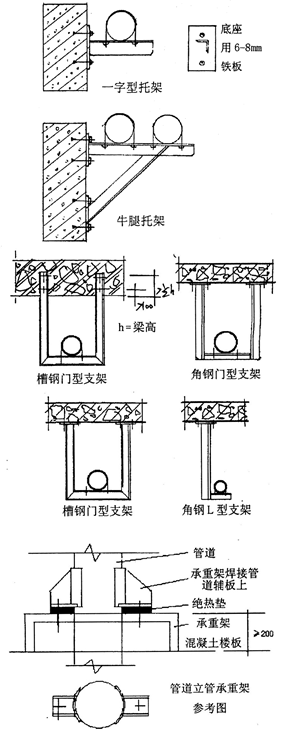 底座
用6-8mm
铁板
一字型托架
牛腿托架
h=梁高
槽钢门型支架
角钢门型支架
槽钢门型支架
角钢L型支架
管道
承重架焊接管
道辅板上
绝热垫
承重架
混凝土楼板
≥200
管道立管承重架
参考图